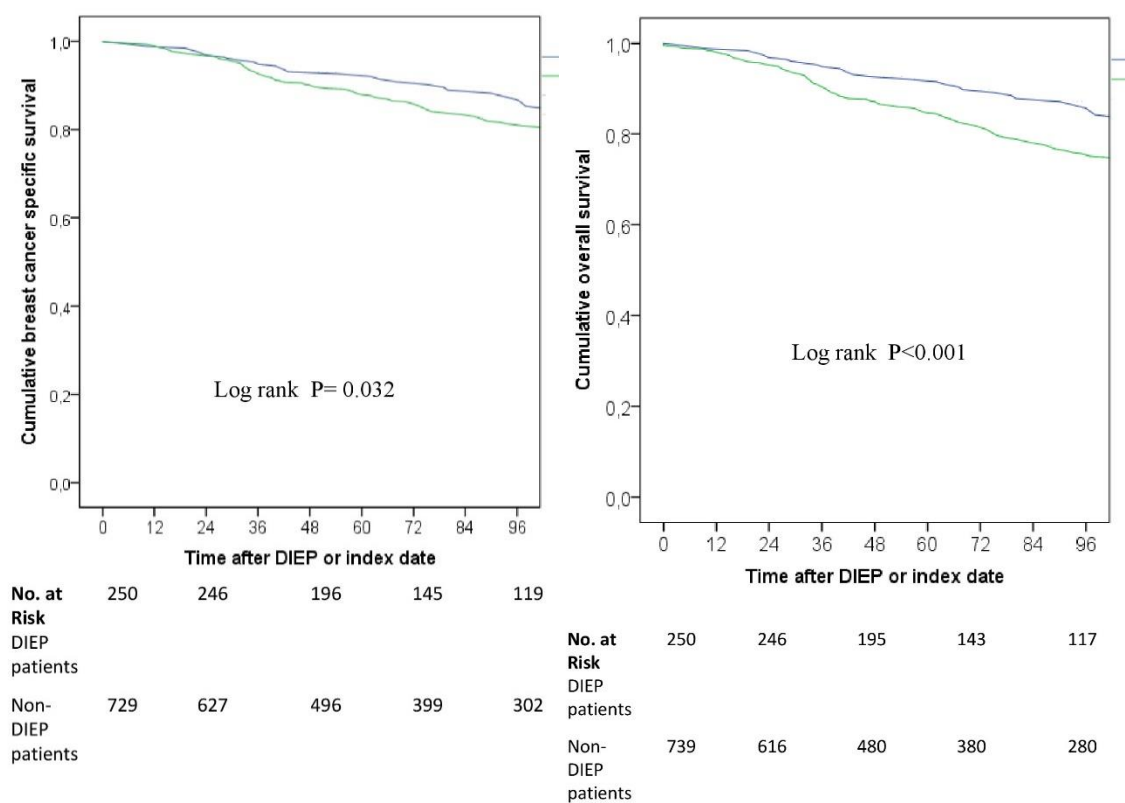 Cumulative breast cancer specific survival
1,0
0,8
0,6
0,4
0,2
0,0
Log rank P= 0.032
0 12 24 36 48 60 72 84 96
Time after DIEP or index date
No. at 250 246 196 145 119
Risk
DIEP
patients
Non- 729 627 496 399 302
DIEP
patients
Cumulative overall survival
1,0
0,8
0,6
0,4
0,2
0,0
Log rank P<0.001
0 12 24 36 48 60 72 84 96
Time after DIEP or index date
No. at 250 246 195 143 117
Risk
DIEP
patients
Non- 739 616 480 380 280
DIEP
patients